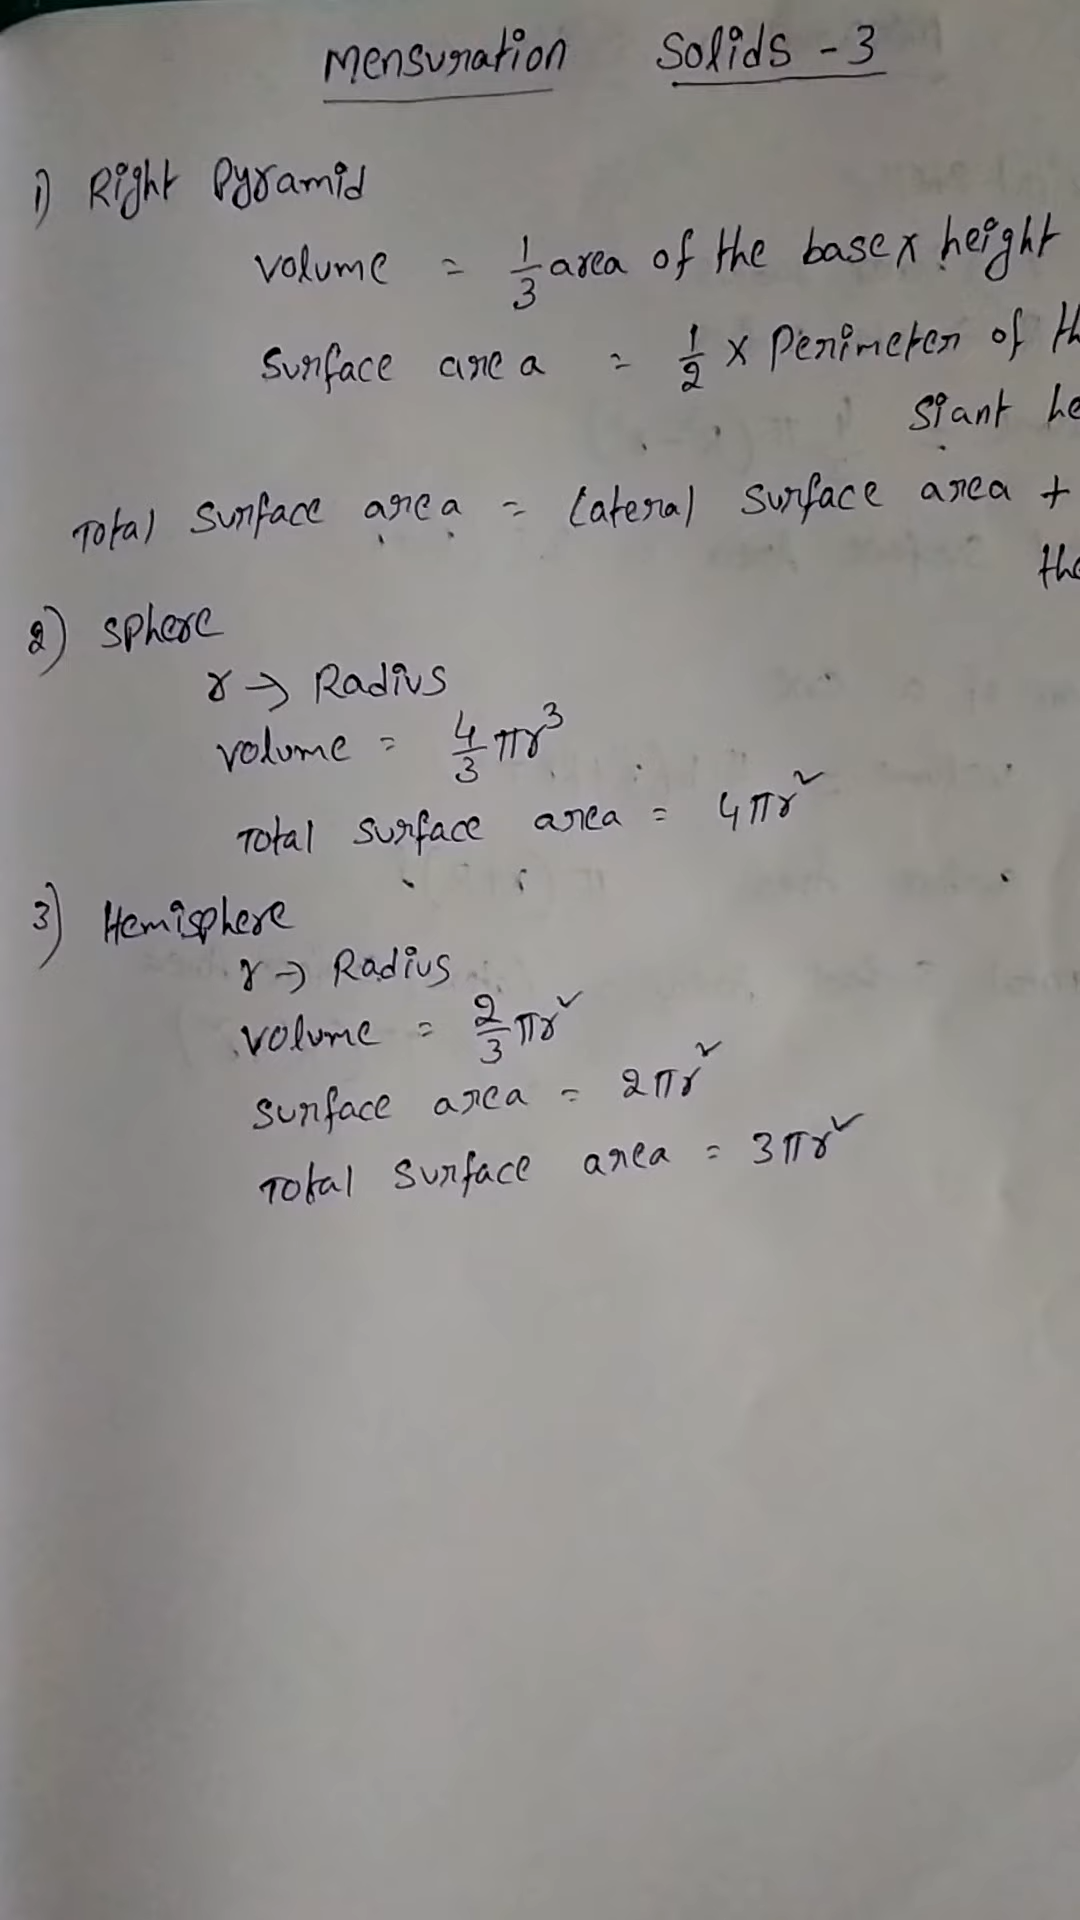 Mensuration Solids - 3
1) Right Pyramid
volume = 1/3 area of the base x height
Surface area = 1/2 x Perimeter of th
Slant he
Total Surface area = Lateral Surface area +
the
2) Sphere
r → Radius
volume = 4/3 πr³
Total Surface area = 4πr²
3) Hemisphere
r → Radius
volume = 2/3 πr²
Surface area = 2πr²
Total Surface area = 3πr²